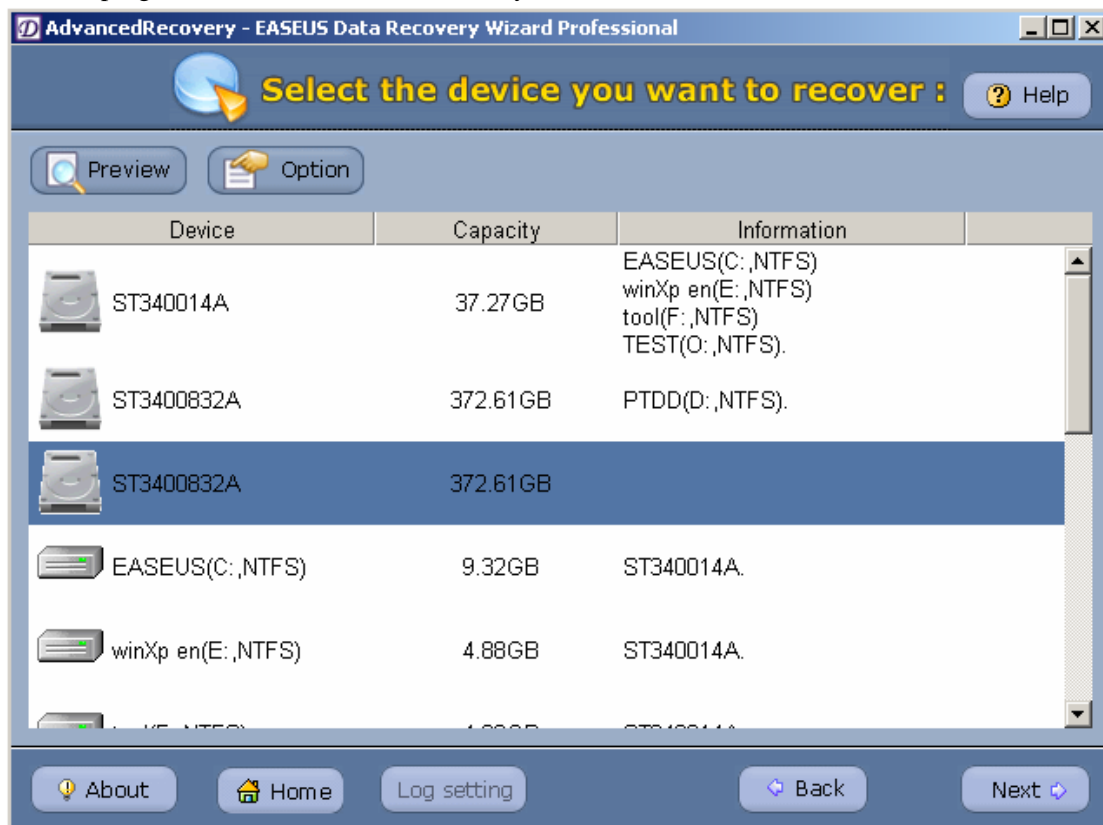 AdvancedRecovery - EASEUS Data Recovery Wizard Professional
Select the device you want to recover :
Help
Preview
Option
Device Capacity Information
EASEUS(C:,NTFS)
winXp en(E:,NTFS)
ST340014A 37.27GB
tool(F:,NTFS)
TEST(O:,NTFS).
ST3400832A 372.61GB PTDD(D:,NTFS).
ST3400832A 372.61GB
EASEUS(C:,NTFS) 9.32GB ST340014A.
winXp en(E:,NTFS) 4.88GB ST340014A.
About Home Log setting Back Next